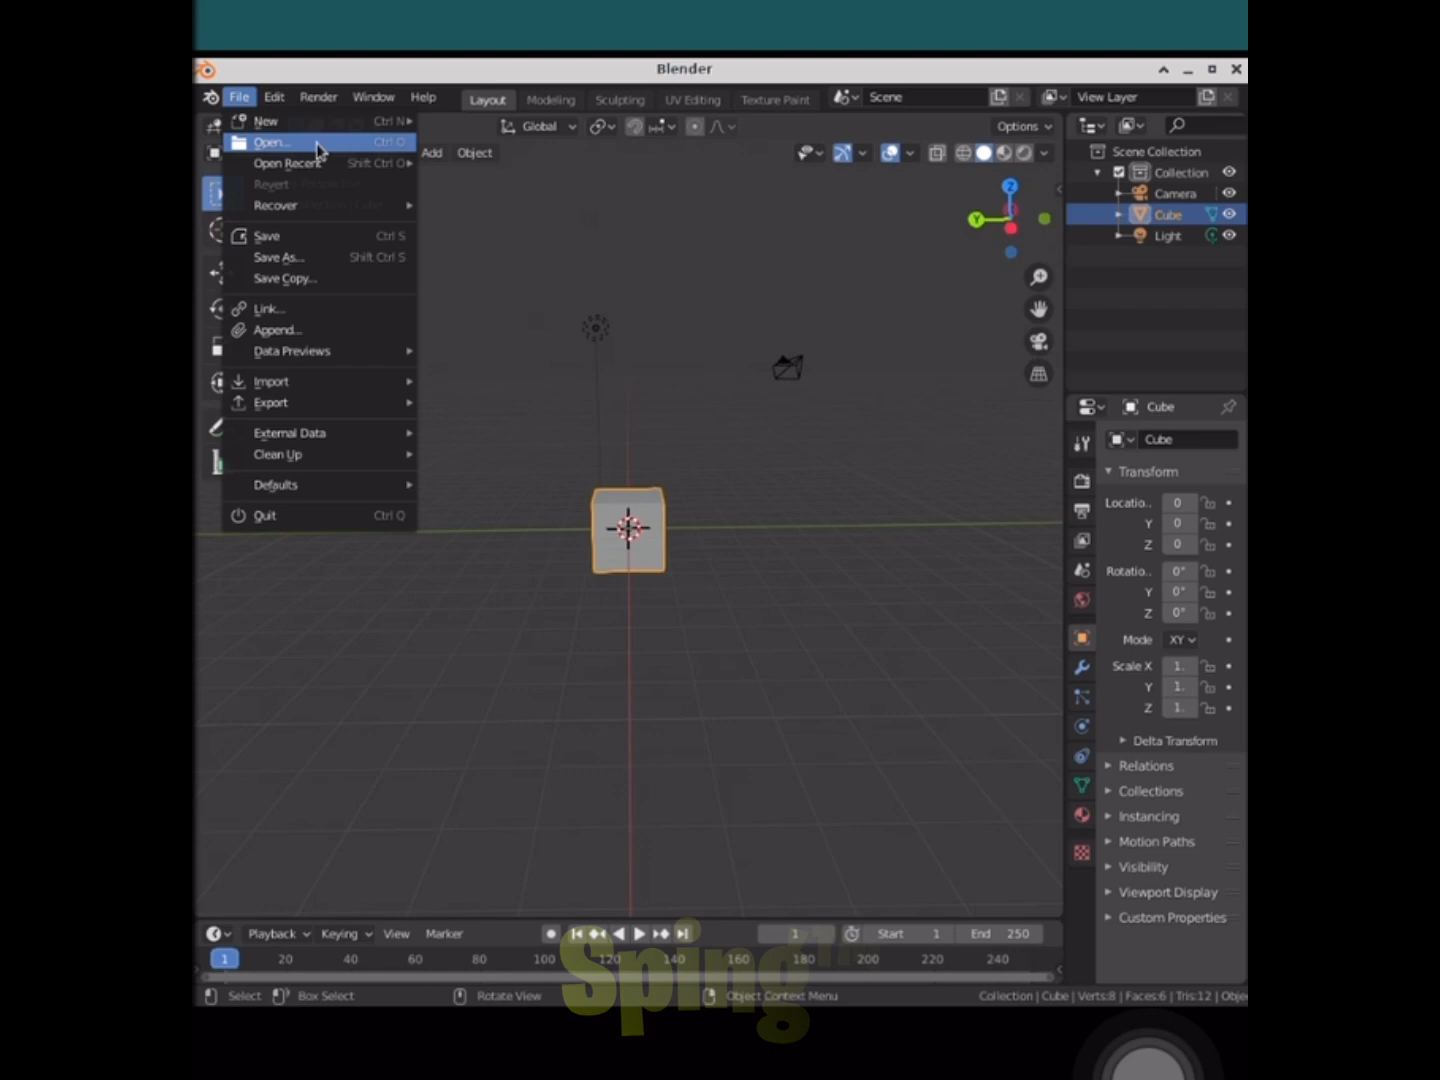 Blender
File Edit Render Window Help Layout Modeling Sculpting UV Editing Texture Paint Scene View Layer
New Ctrl N
Open... Ctrl O
Open Recent Shift Ctrl O
Revert
Recover
Save Ctrl S
Save As... Shift Ctrl S
Save Copy...
Link...
Append...
Data Previews
Import
Export
External Data
Clean Up
Defaults
Quit Ctrl Q
Global Options
Add Object
Z
Y
Scene Collection
Collection
Camera
Cube
Light
Cube
Cube
Transform
Locatio.. 0
Y 0
Z 0
Rotatio.. 0°
Y 0°
Z 0°
Mode XY
Scale X 1.
Y 1.
Z 1.
Delta Transform
Relations
Collections
Instancing
Motion Paths
Visibility
Viewport Display
Custom Properties
Playback Keying View Marker 1 Start 1 End 250
1 20 40 60 80 100 120 140 160 180 200 220 240
Sping
Select Box Select Rotate View Object Context Menu Collection | Cube | Verts:8 | Faces:6 | Tris:12 | Obje